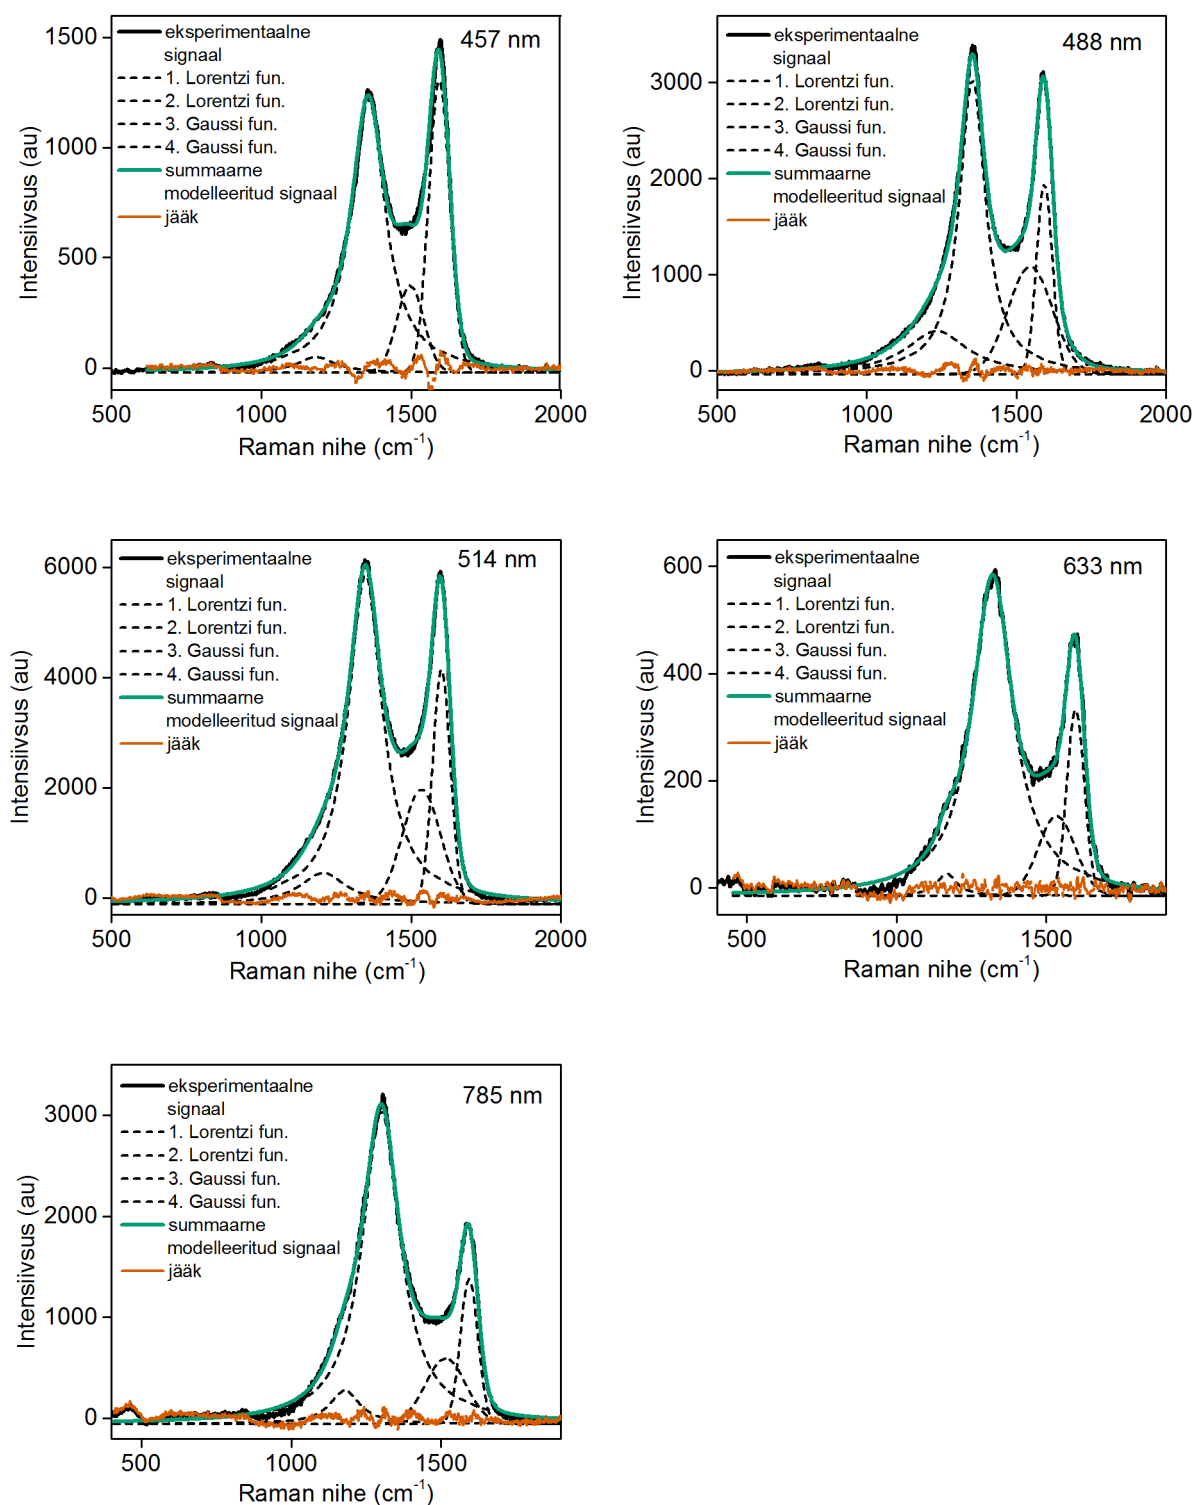 457 nm
eksperimentaalne
signaal
1. Lorentzi fun.
2. Lorentzi fun.
3. Gaussi fun.
4. Gaussi fun.
summaarne
modelleeritud signaal
jääk
1500
1000
500
0
Intensiivsus (au)
500 1000 1500 2000
Raman nihe (cm⁻¹)
488 nm
eksperimentaalne
signaal
1. Lorentzi fun.
2. Lorentzi fun.
3. Gaussi fun.
4. Gaussi fun.
summaarne
modelleeritud signaal
jääk
3000
2000
1000
0
Intensiivsus (au)
500 1000 1500 2000
Raman nihe (cm⁻¹)
514 nm
eksperimentaalne
signaal
1. Lorentzi fun.
2. Lorentzi fun.
3. Gaussi fun.
4. Gaussi fun.
summaarne
modelleeritud signaal
jääk
6000
4000
2000
0
Intensiivsus (au)
500 1000 1500 2000
Raman nihe (cm⁻¹)
633 nm
eksperimentaalne
signaal
1. Lorentzi fun.
2. Lorentzi fun.
3. Gaussi fun.
4. Gaussi fun.
summaarne
modelleeritud signaal
jääk
600
400
200
0
Intensiivsus (au)
500 1000 1500
Raman nihe (cm⁻¹)
785 nm
eksperimentaalne
signaal
1. Lorentzi fun.
2. Lorentzi fun.
3. Gaussi fun.
4. Gaussi fun.
summaarne
modelleeritud signaal
jääk
3000
2000
1000
0
Intensiivsus (au)
500 1000 1500
Raman nihe (cm⁻¹)